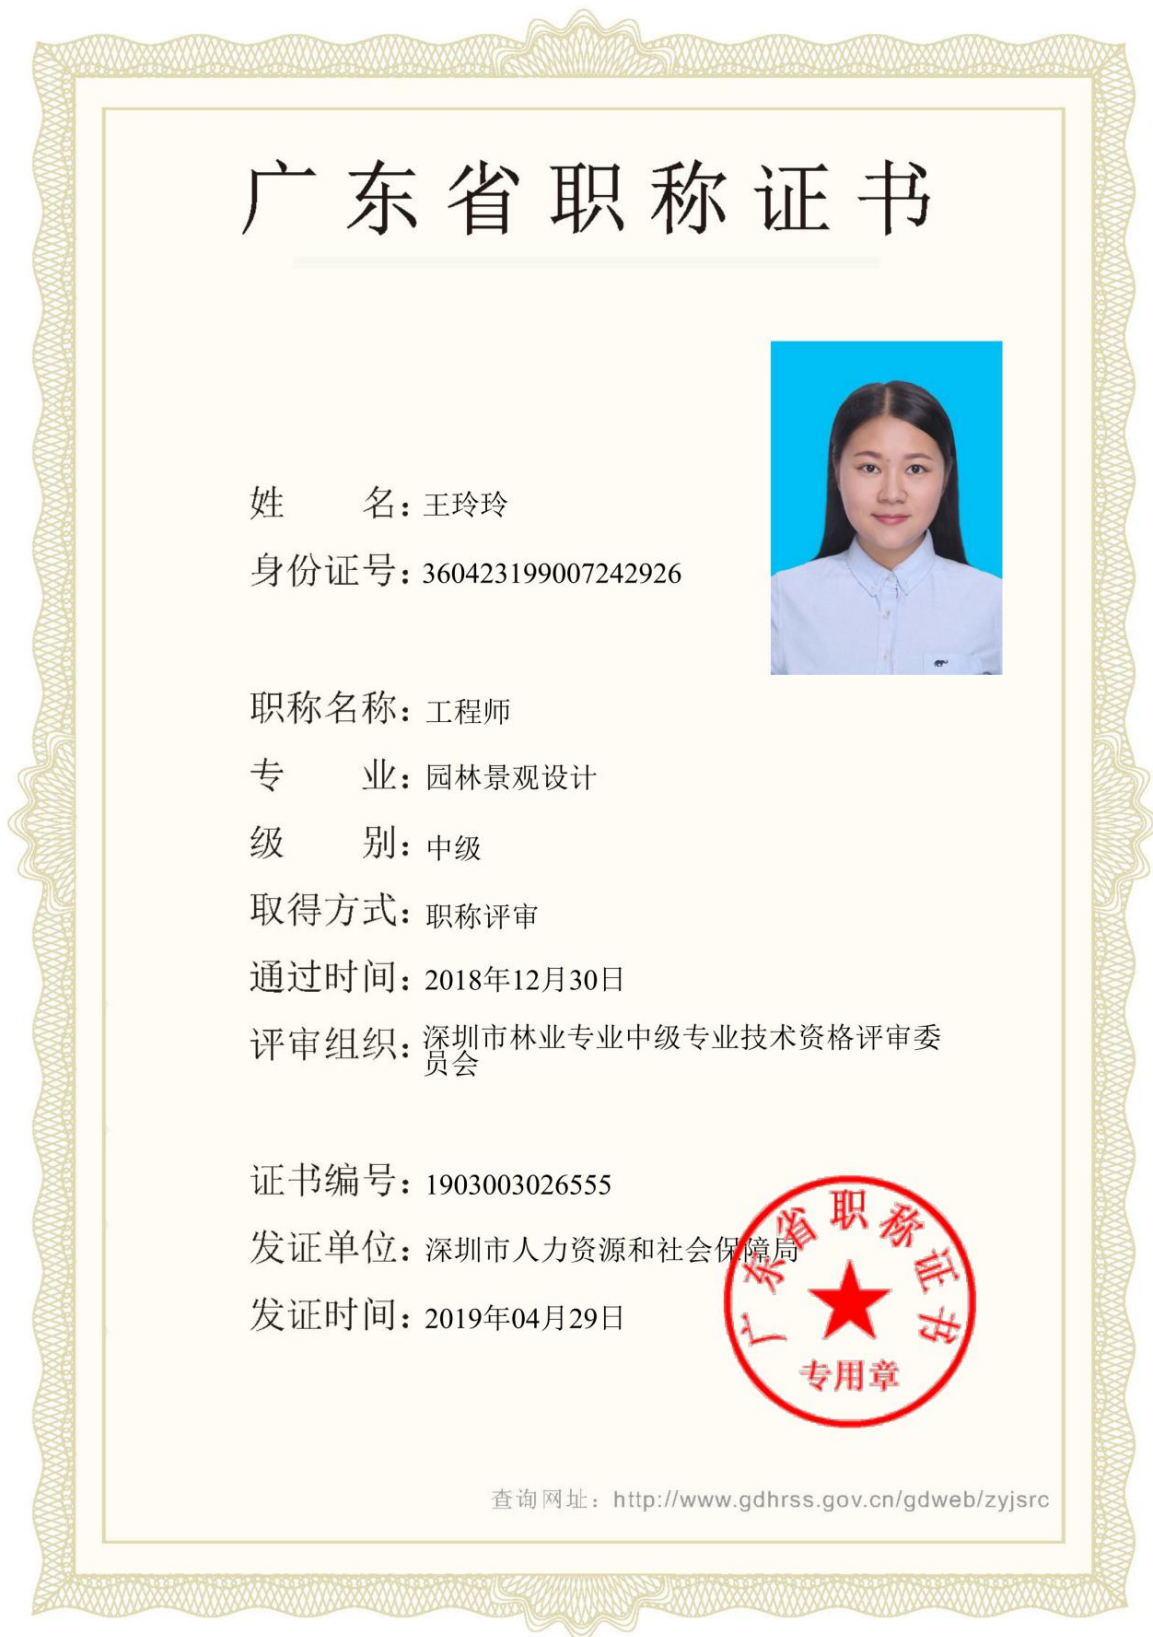 广东省职称证书
姓 名：王玲玲
身份证号：360423199007242926
职称名称：工程师
专 业：园林景观设计
级 别：中级
取得方式：职称评审
通过时间：2018年12月30日
评审组织：深圳市林业专业中级专业技术资格评审委
员会
证书编号：1903003026555
发证单位：深圳市人力资源和社会保障局
发证时间：2019年04月29日
广东省职称证书
专用章
查询网址：http://www.gdhrss.gov.cn/gdweb/zyjsrc